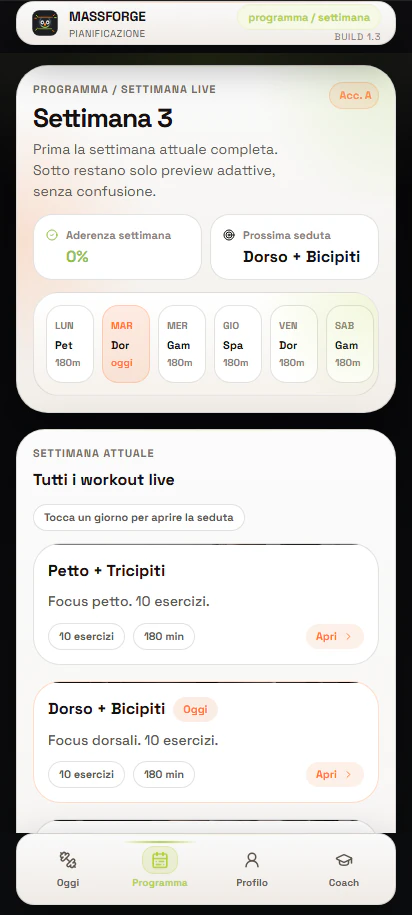 MASSFORGE
programma / settimana
PIANIFICAZIONE
BUILD 1.3
PROGRAMMA / SETTIMANA LIVE
Acc. A
Settimana 3
Prima la settimana attuale completa.
Sotto restano solo preview adattive,
senza confusione.
Aderenza settimana
0%
Prossima seduta
Dorso + Bicipiti
LUN
Pet
180m
MAR
Dor
oggi
MER
Gam
180m
GIO
Spa
180m
VEN
Dor
180m
SAB
Gam
180m
SETTIMANA ATTUALE
Tutti i workout live
Tocca un giorno per aprire la seduta
Petto + Tricipiti
Focus petto. 10 esercizi.
10 esercizi
180 min
Apri
Dorso + Bicipiti
Oggi
Focus dorsali. 10 esercizi.
10 esercizi
180 min
Apri
Oggi
Programma
Profilo
Coach